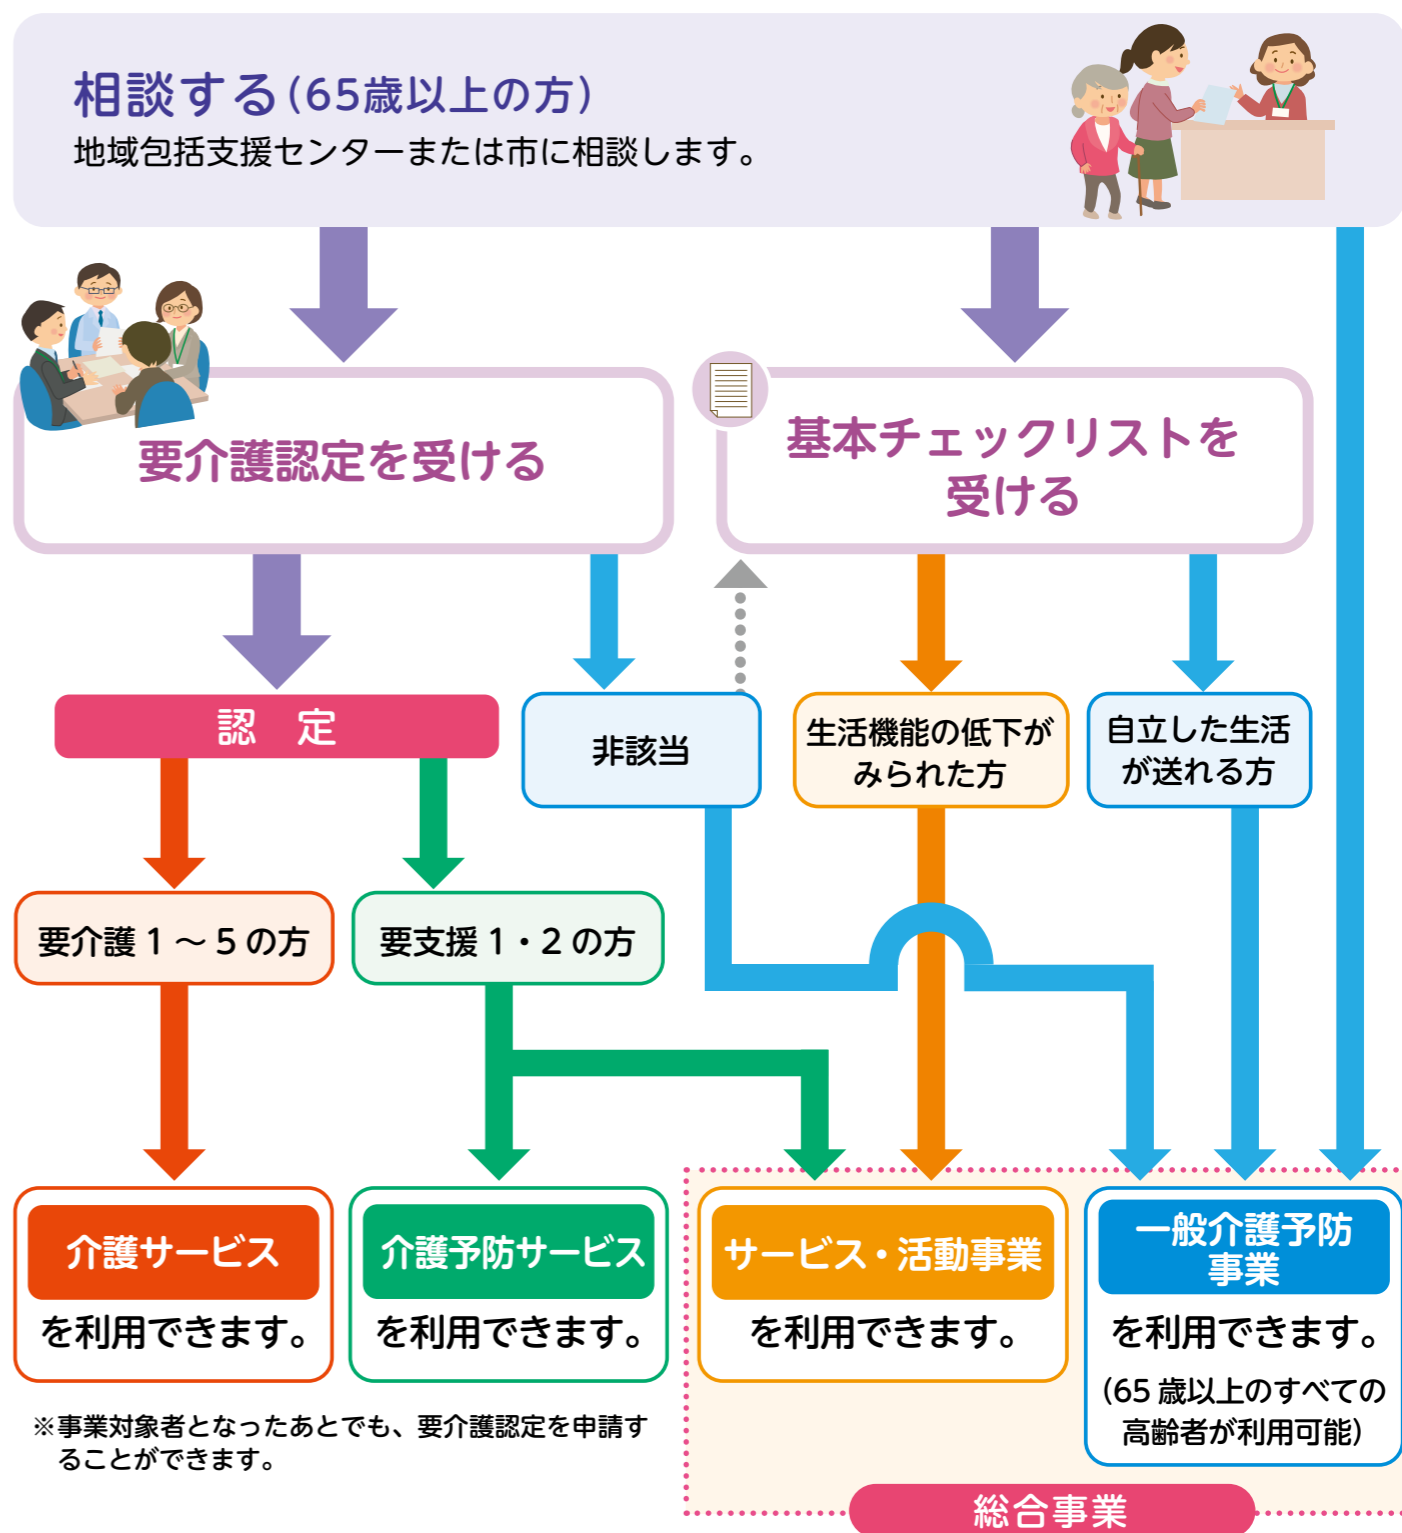 相談する（65歳以上の方）
地域包括支援センターまたは市に相談します。
要介護認定を受ける
基本チェックリストを
受ける
認　定
非該当
生活機能の低下が
みられた方
自立した生活
が送れる方
要介護 1 〜 5 の方
要支援 1・2 の方
介護サービス
を利用できます。
介護予防サービス
を利用できます。
サービス・活動事業
を利用できます。
一般介護予防
事業
を利用できます。
（65 歳以上のすべての
高齢者が利用可能）
※事業対象者となったあとでも、要介護認定を申請す
ることができます。
総合事業